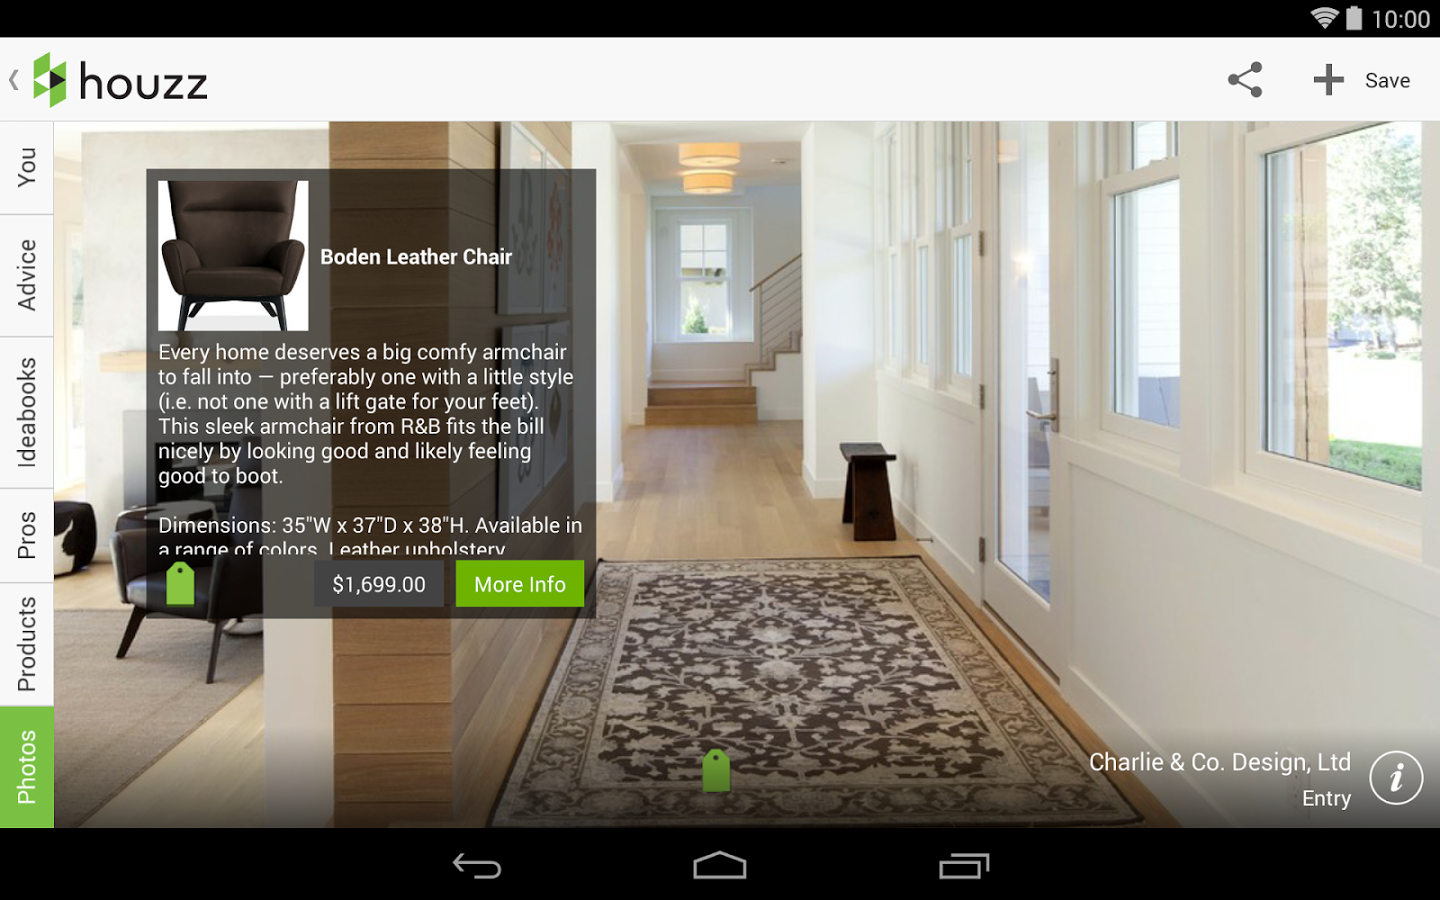 10:00
houzz
Save
You
Advice
Ideabooks
Pros
Products
Photos
Boden Leather Chair
Every home deserves a big comfy armchair
to fall into — preferably one with a little style
(i.e. not one with a lift gate for your feet).
This sleek armchair from R&B fits the bill
nicely by looking good and likely feeling
good to boot.
Dimensions: 35"W x 37"D x 38"H. Available in
a range of colors. Leather upholstery
$1,699.00
More Info
Charlie & Co. Design, Ltd
Entry
i